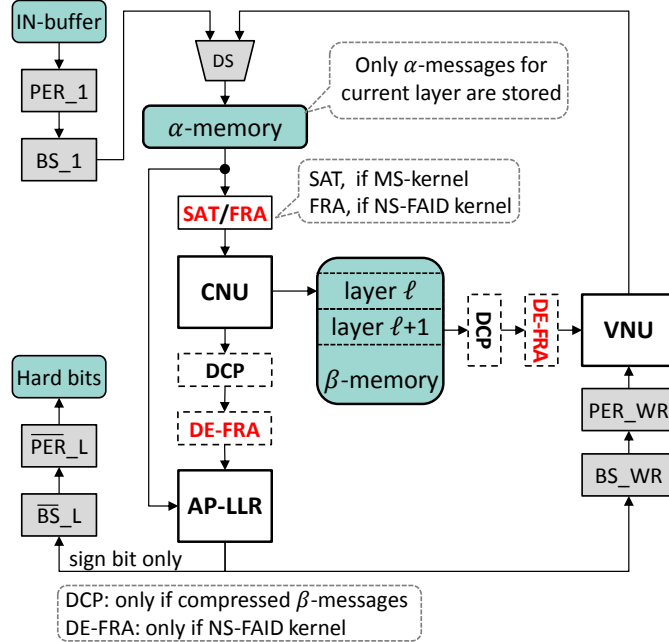 IN-buffer
PER_1
BS_1
DS
α-memory
Only α-messages for
current layer are stored
SAT/FRA
SAT, if MS-kernel
FRA, if NS-FAID kernel
CNU
layer ℓ
layer ℓ+1
β-memory
DCP
DE-FRA
VNU
PER_WR
BS_WR
DCP
DE-FRA
AP-LLR
Hard bits
P̅E̅R̅_L
B̅S̅_L
sign bit only
DCP: only if compressed β-messages
DE-FRA: only if NS-FAID kernel